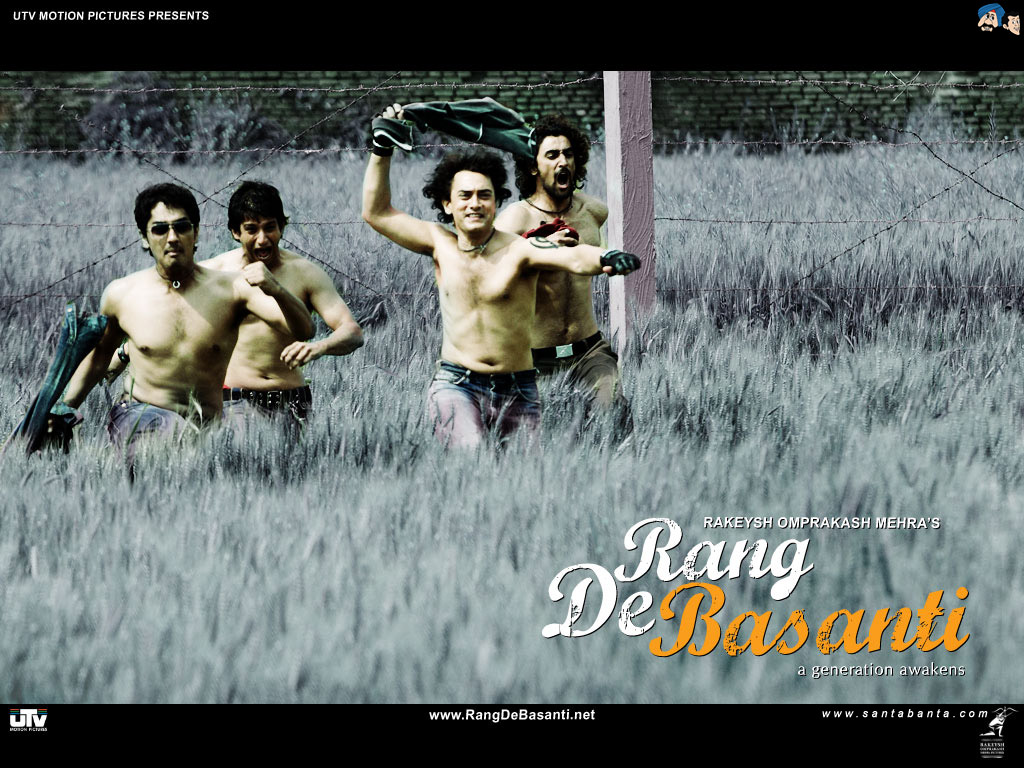 UTV MOTION PICTURES PRESENTS
RAKEYSH OMPRAKASH MEHRA'S
Rang
De Basanti
a generation awakens
UTV
MOTION PICTURES
www.RangDeBasanti.net
www.santabanta.com
RAKEYSH
OMPRAKASH
MEHRA PICTURES